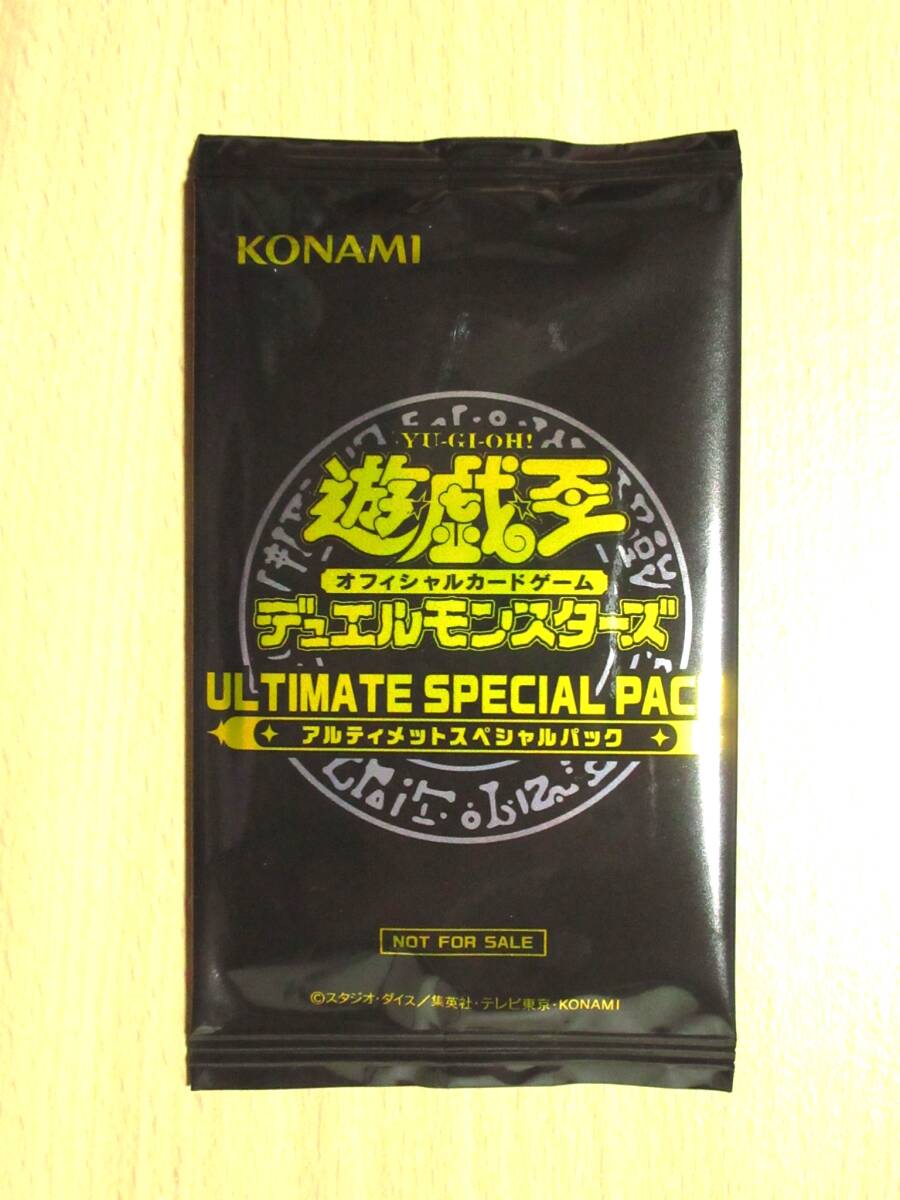 KONAMI
YU-GI-OH!
遊☆戯☆王
オフィシャルカードゲーム
デュエルモンスターズ
ULTIMATE SPECIAL PACK
アルティメットスペシャルパック
NOT FOR SALE
©スタジオ・ダイス/集英社・テレビ東京・KONAMI